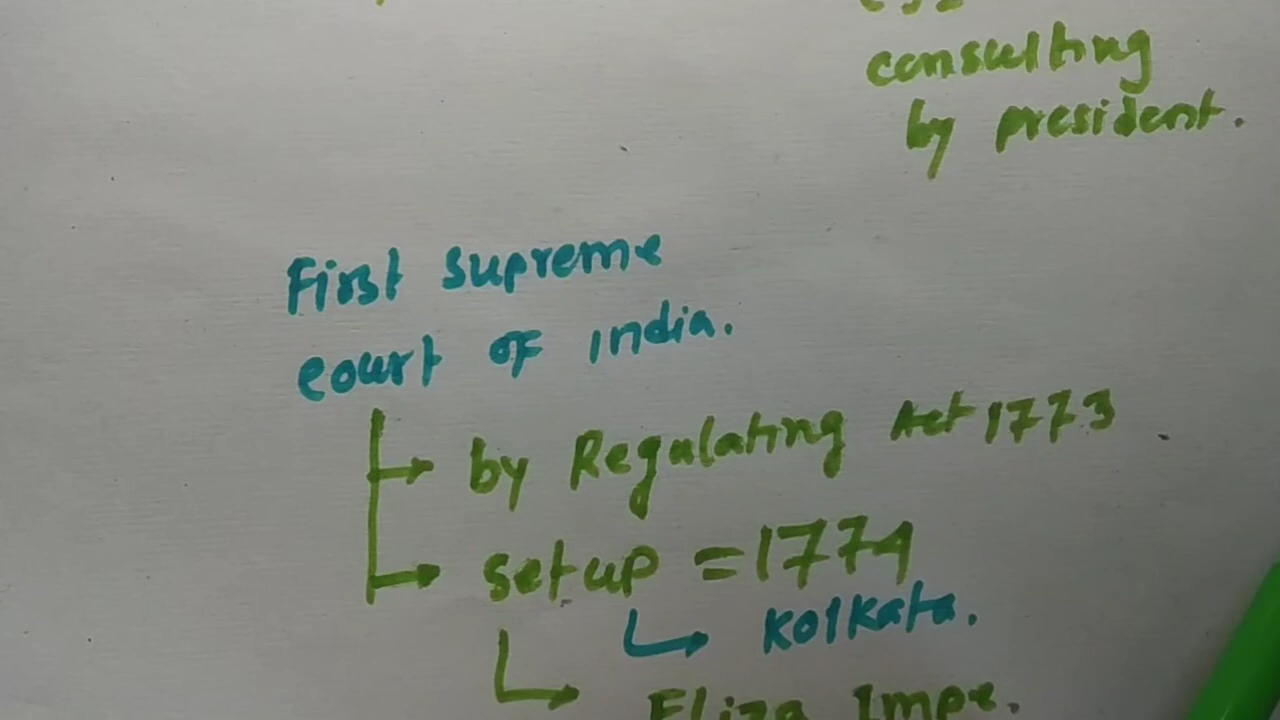 consulting
by president.
First supreme
court of india.
by Regulating Act 1773
setup = 1774
Kolkata.
Eliza Impe.